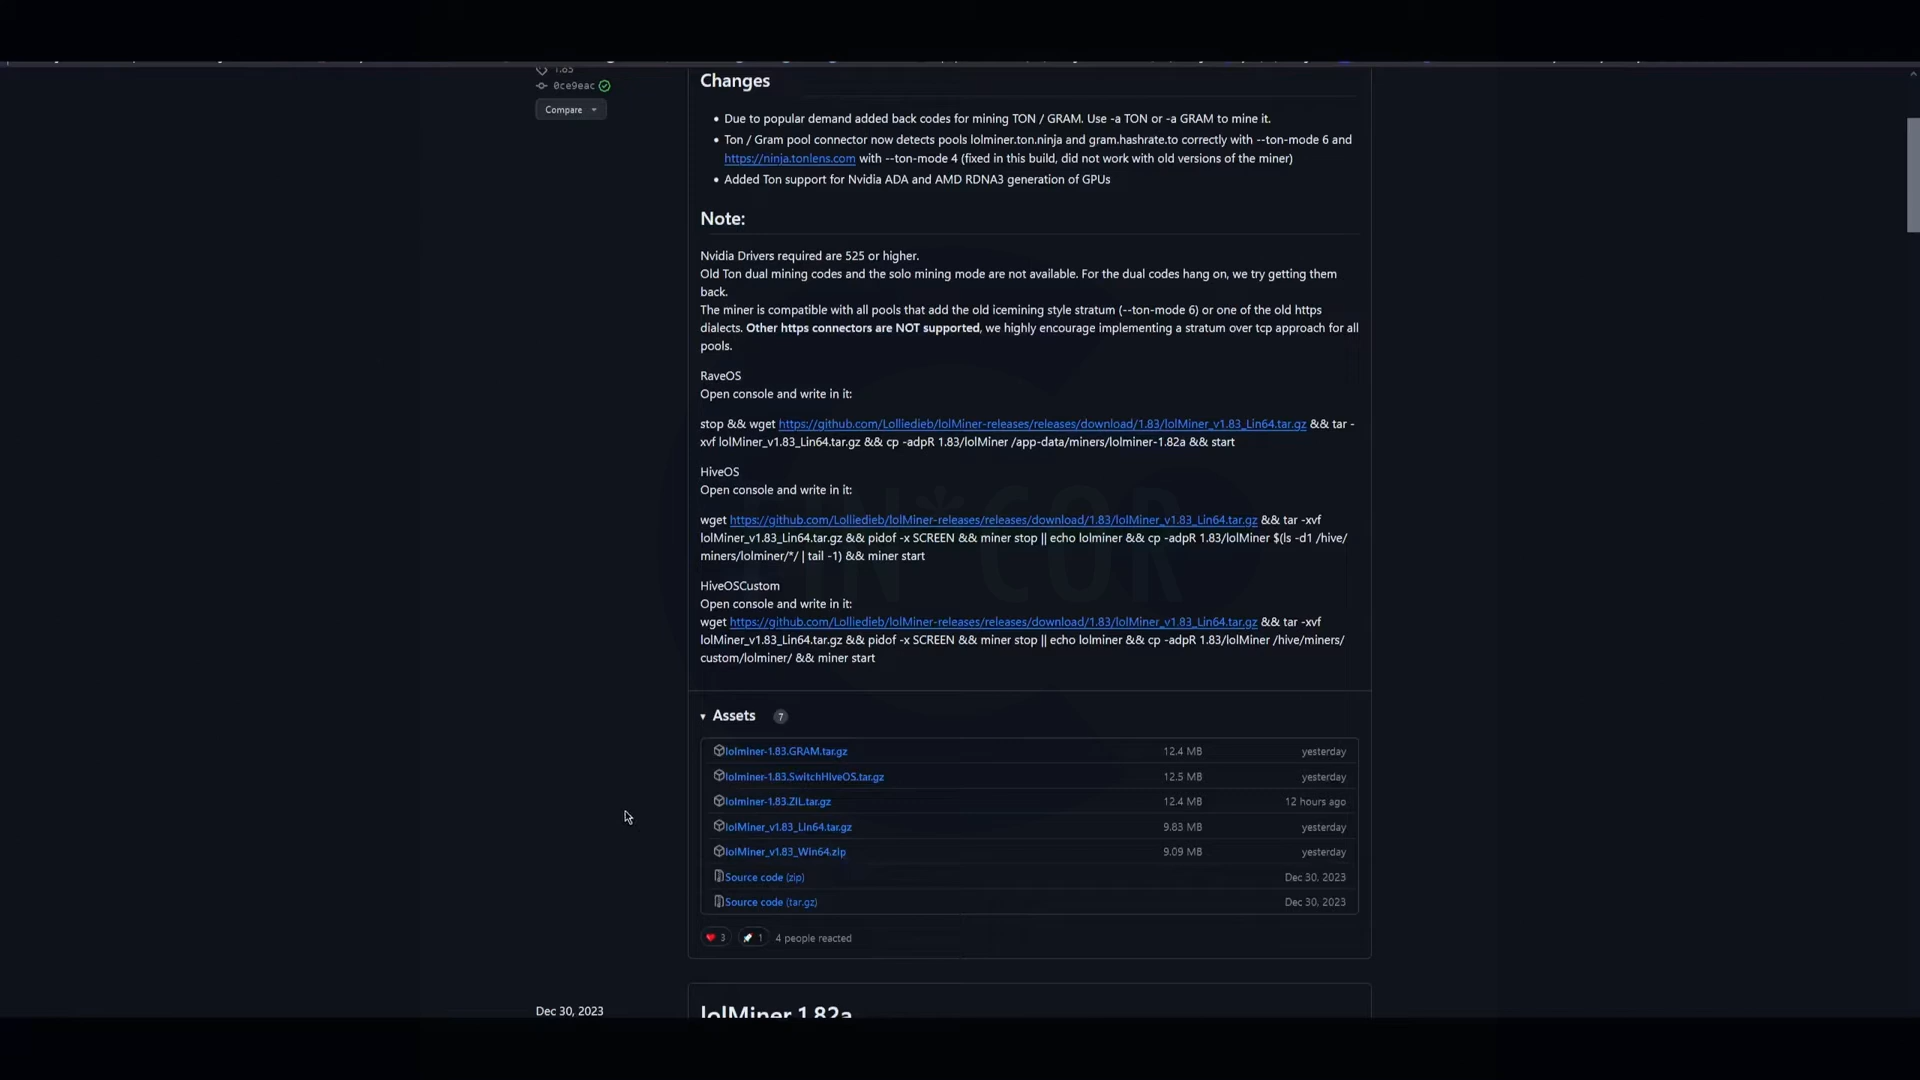 1.83
0ce9eac
Compare
Changes
• Due to popular demand added back codes for mining TON / GRAM. Use -a TON or -a GRAM to mine it.
• Ton / Gram pool connector now detects pools lolminer.ton.ninja and gram.hashrate.to correctly with --ton-mode 6 and
https://ninja.tonlens.com with --ton-mode 4 (fixed in this build, did not work with old versions of the miner)
• Added Ton support for Nvidia ADA and AMD RDNA3 generation of GPUs
Note:
Nvidia Drivers required are 525 or higher.
Old Ton dual mining codes and the solo mining mode are not available. For the dual codes hang on, we try getting them
back.
The miner is compatible with all pools that add the old icemining style stratum (--ton-mode 6) or one of the old https
dialects. Other https connectors are NOT supported, we highly encourage implementing a stratum over tcp approach for all
pools.
RaveOS
Open console and write in it:
stop && wget https://github.com/Lolliedieb/lolMiner-releases/releases/download/1.83/lolMiner_v1.83_Lin64.tar.gz && tar -
xvf lolMiner_v1.83_Lin64.tar.gz && cp -adpR 1.83/lolMiner /app-data/miners/lolminer-1.82a && start
HiveOS
Open console and write in it:
wget https://github.com/Lolliedieb/lolMiner-releases/releases/download/1.83/lolMiner_v1.83_Lin64.tar.gz && tar -xvf
lolMiner_v1.83_Lin64.tar.gz && pidof -x SCREEN && miner stop || echo lolminer && cp -adpR 1.83/lolMiner $(ls -d1 /hive/
miners/lolminer/*/ | tail -1) && miner start
HiveOSCustom
Open console and write in it:
wget https://github.com/Lolliedieb/lolMiner-releases/releases/download/1.83/lolMiner_v1.83_Lin64.tar.gz && tar -xvf
lolMiner_v1.83_Lin64.tar.gz && pidof -x SCREEN && miner stop || echo lolminer && cp -adpR 1.83/lolMiner /hive/miners/
custom/lolminer/ && miner start
Assets 7
lolminer-1.83.GRAM.tar.gz 12.4 MB yesterday
lolminer-1.83.SwitchHiveOS.tar.gz 12.5 MB yesterday
lolminer-1.83.ZIL.tar.gz 12.4 MB 12 hours ago
lolMiner_v1.83_Lin64.tar.gz 9.83 MB yesterday
lolMiner_v1.83_Win64.zip 9.09 MB yesterday
Source code (zip) Dec 30, 2023
Source code (tar.gz) Dec 30, 2023
3 1 4 people reacted
Dec 30, 2023
lolMiner 1.82a